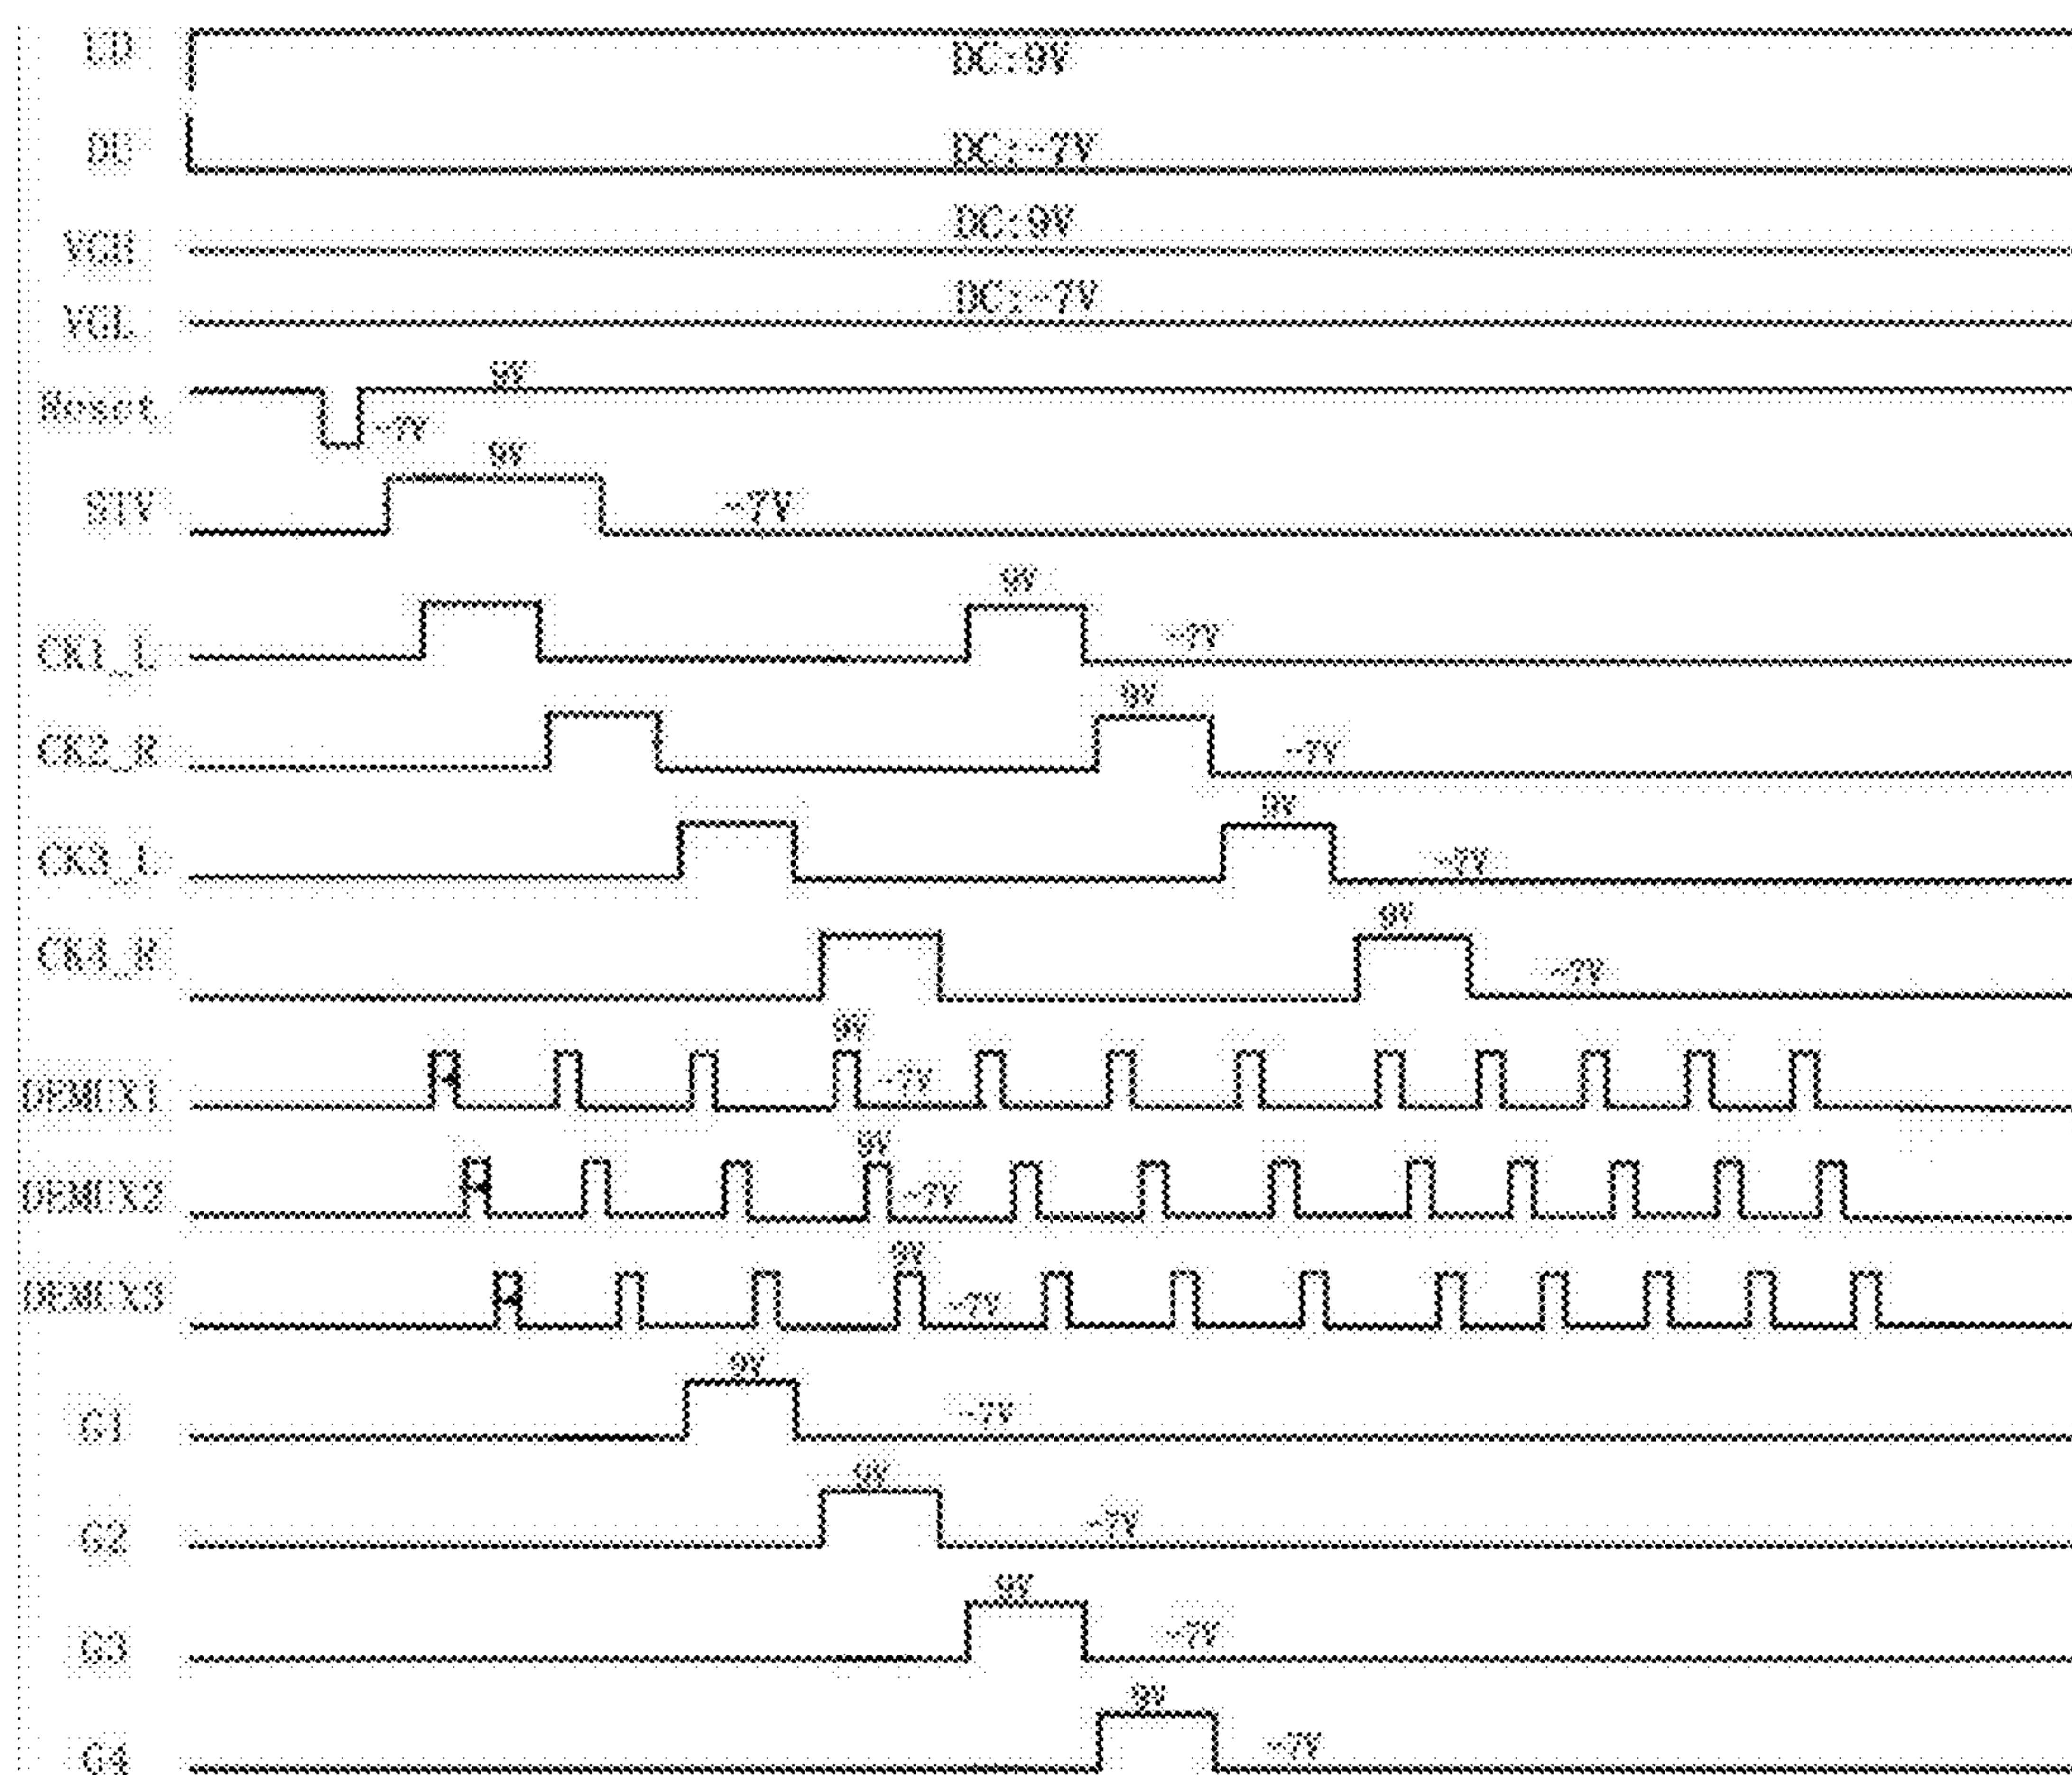 UD
DC:9V
DU
DC:-7V
VGH
DC:9V
VGL
DC:-7V
Reset
9V
-7V
STV
9V
-7V
CK1_L
9V
-7V
CK2_R
9V
-7V
CK3_L
9V
-7V
CK4_R
9V
-7V
DEMUX1
9V
-7V
DEMUX2
9V
-7V
DEMUX3
9V
-7V
G1
9V
-7V
G2
9V
-7V
G3
9V
-7V
G4
9V
-7V